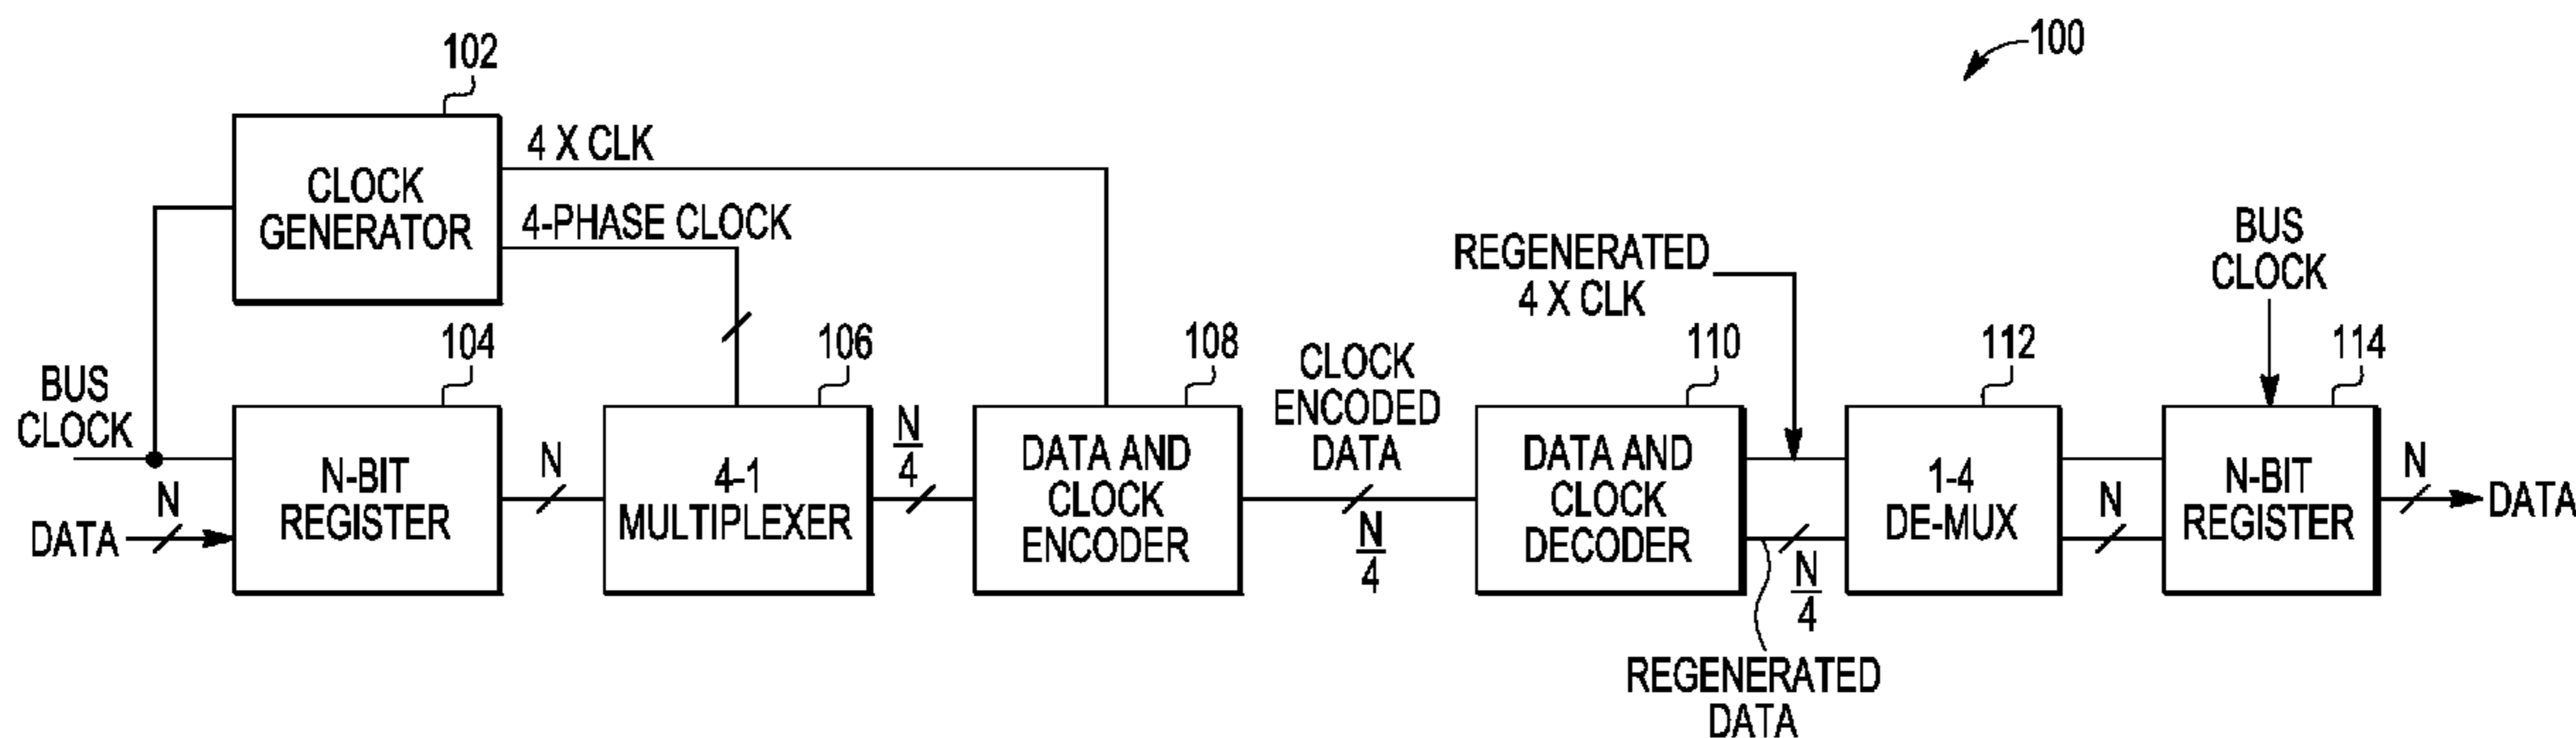 100
102
4 X CLK
CLOCK
GENERATOR
4-PHASE CLOCK
BUS
CLOCK
DATA
N
104
N-BIT
REGISTER
N
106
4-1
MULTIPLEXER
N
4
108
DATA AND
CLOCK
ENCODER
CLOCK
ENCODED
DATA
N
4
REGENERATED
4 X CLK
110
DATA AND
CLOCK
DECODER
N
4
REGENERATED
DATA
112
1-4
DE-MUX
N
BUS
CLOCK
114
N-BIT
REGISTER
N
DATA